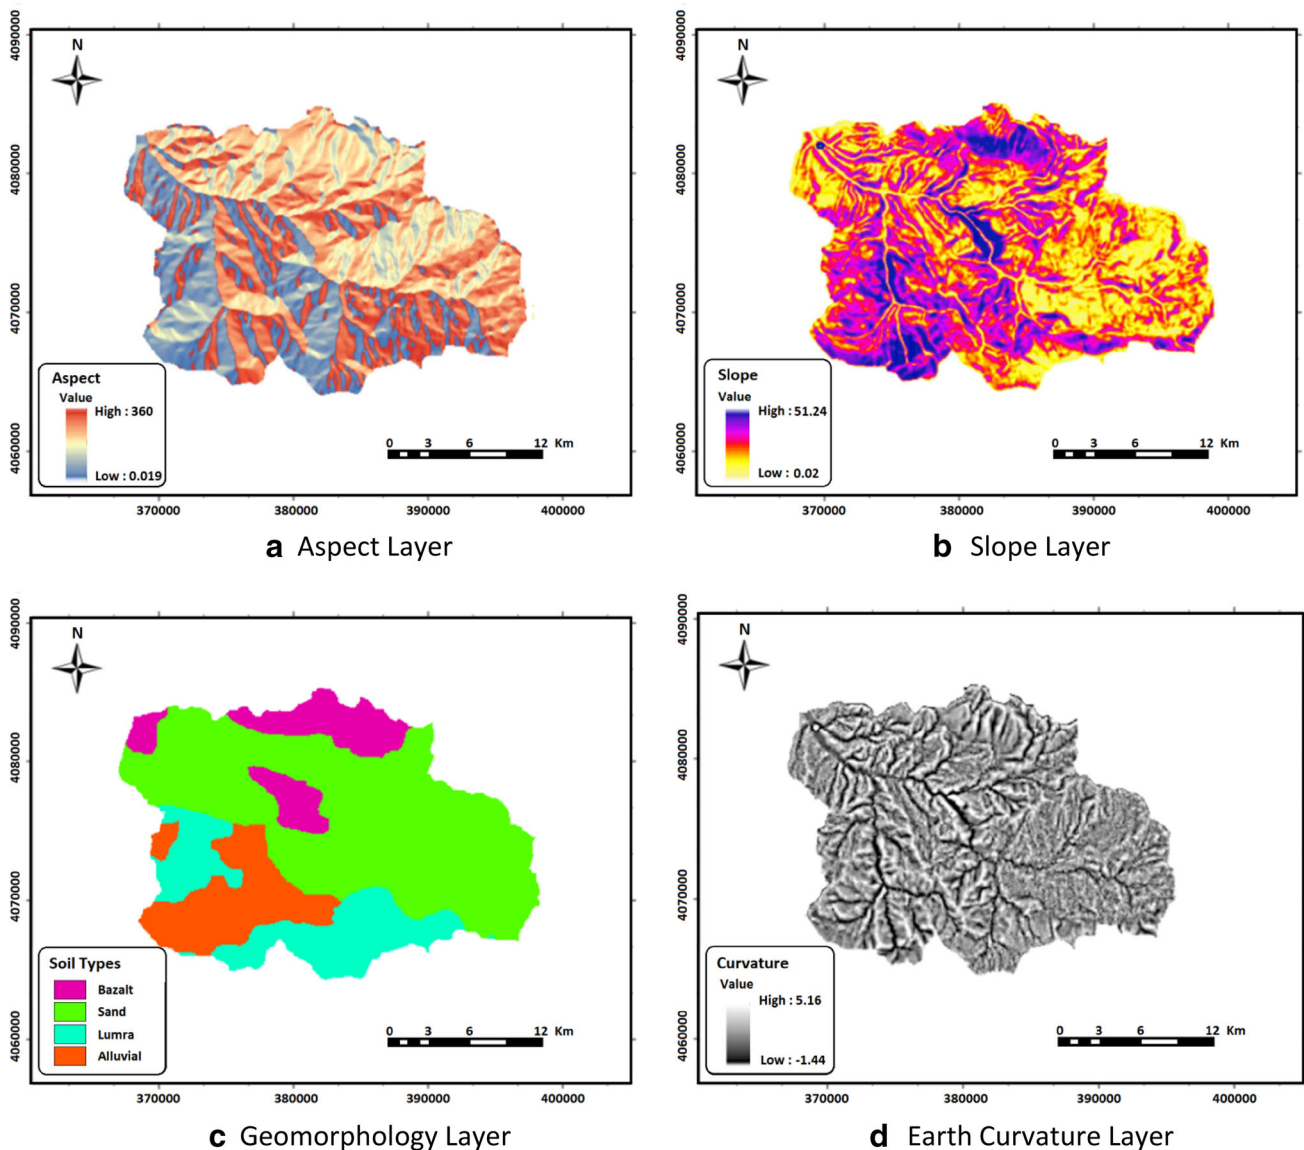 N
4090000
4080000
4070000
4060000
Aspect
Value
High : 360
Low : 0.019
0 3 6 12 Km
370000 380000 390000 400000
a Aspect Layer
N
4090000
4080000
4070000
4060000
Slope
Value
High : 51.24
Low : 0.02
0 3 6 12 Km
370000 380000 390000 400000
b Slope Layer
N
4090000
4080000
4070000
4060000
Soil Types
Bazalt
Sand
Lumra
Alluvial
0 3 6 12 Km
370000 380000 390000 400000
c Geomorphology Layer
N
4090000
4080000
4070000
4060000
Curvature
Value
High : 5.16
Low : -1.44
0 3 6 12 Km
370000 380000 390000 400000
d Earth Curvature Layer